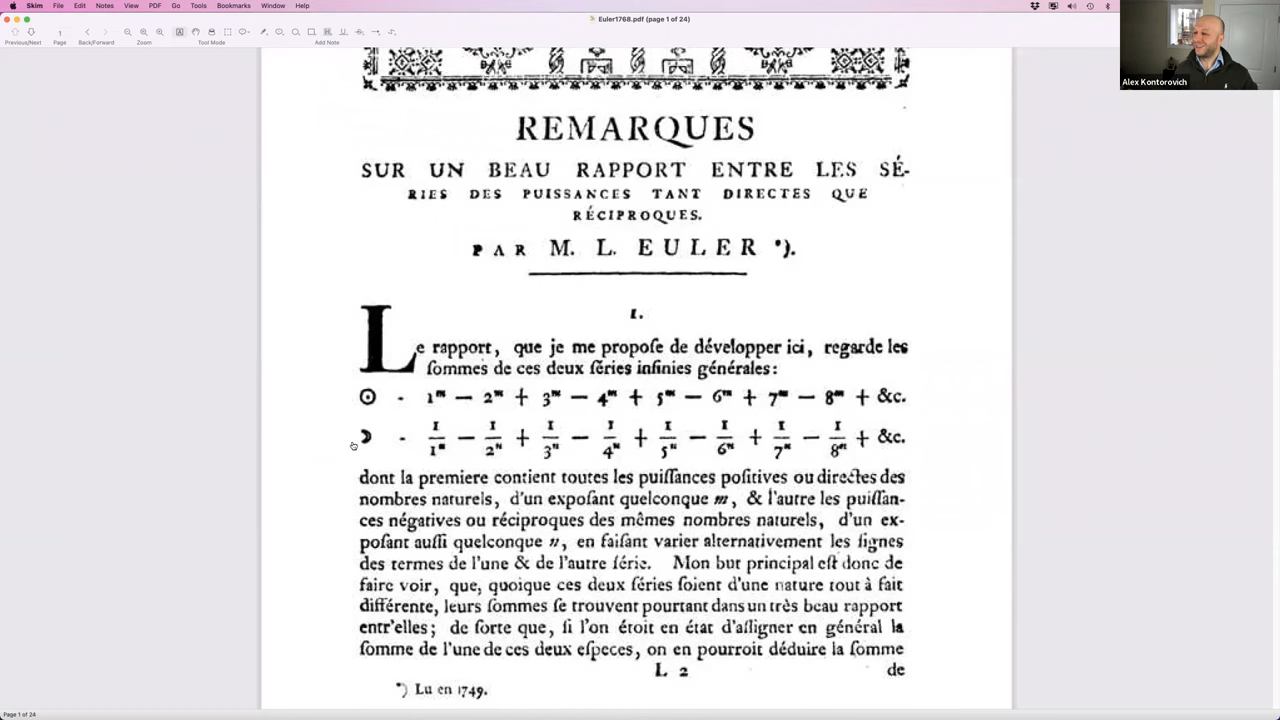 Skim File Edit Notes View PDF Go Tools Bookmarks Window Help
Euler1768.pdf (page 1 of 24)
Previous/Next Page Back/Forward Zoom Tool Mode Add Note
Alex Kontorovich
REMARQUES
SUR UN BEAU RAPPORT ENTRE LES SÉ-
RIES DES PUISSANCES TANT DIRECTES QUE
RÉCIPROQUES.
PAR M. L. EULER *).
I.
Le rapport, que je me propoſe de développer ici, regarde les
ſommes de ces deux ſéries infinies générales:
☉ - 1ᵐ — 2ᵐ + 3ᵐ — 4ᵐ + 5ᵐ — 6ᵐ + 7ᵐ — 8ᵐ + &c.
☽ - 1/1ⁿ — 1/2ⁿ + 1/3ⁿ — 1/4ⁿ + 1/5ⁿ — 1/6ⁿ + 1/7ⁿ — 1/8ⁿ + &c.
dont la premiere contient toutes les puiſſances poſitives ou directes des
nombres naturels, d'un expoſant quelconque m, & l'autre les puiſſan-
ces négatives ou réciproques des mêmes nombres naturels, d'un ex-
poſant auſſi quelconque n, en faiſant varier alternativement les ſignes
des termes de l'une & de l'autre ſérie. Mon but principal eſt donc de
faire voir, que, quoique ces deux ſéries ſoient d'une nature tout à fait
différente, leurs ſommes ſe trouvent pourtant dans un très beau rapport
entr'elles; de ſorte que, ſi l'on étoit en état d'aſſigner en général la
ſomme de l'une de ces deux eſpeces, on en pourroit déduire la ſomme
L 2 de
*) Lu en 1749.
Page 1 of 24